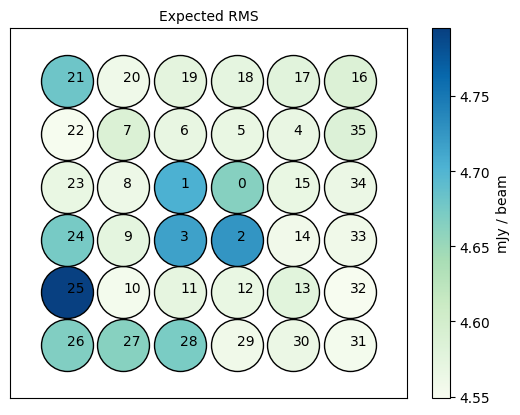 Expected RMS
21 20 19 18 17 16
22 7 6 5 4 35
23 8 1 0 15 34
24 9 3 2 14 33
25 10 11 12 13 32
26 27 28 29 30 31
4.75
4.70
4.65
4.60
4.55
mJy / beam